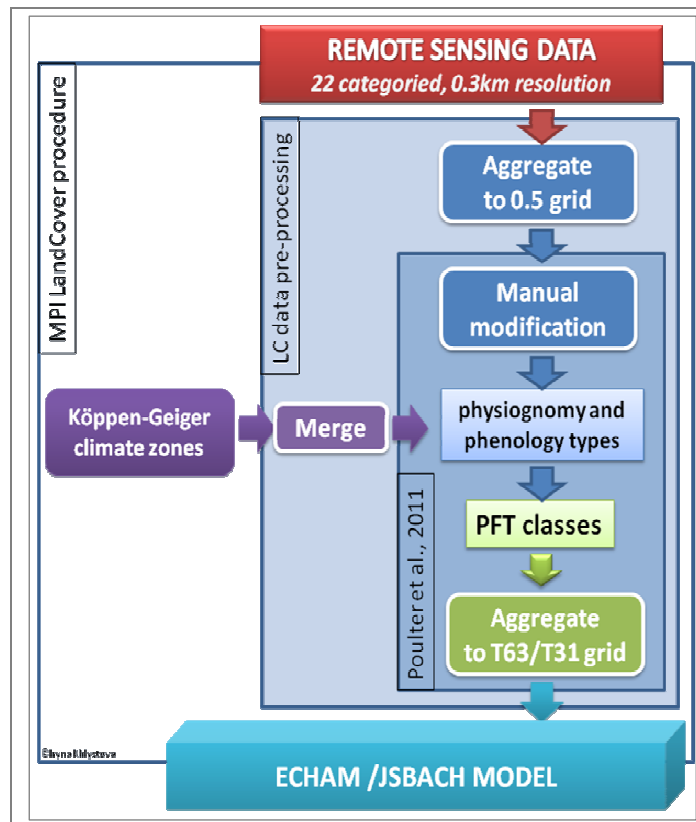 REMOTE SENSING DATA
22 categoried, 0.3km resolution
MPI LandCover procedure
LC data pre-processing
Aggregate
to 0.5 grid
Manual
modification
Köppen-Geiger
climate zones
Merge
physiognomy and
phenology types
PFT classes
Poulter et al., 2011
Aggregate
to T63/T31 grid
©Iryna Khlystova
ECHAM /JSBACH MODEL